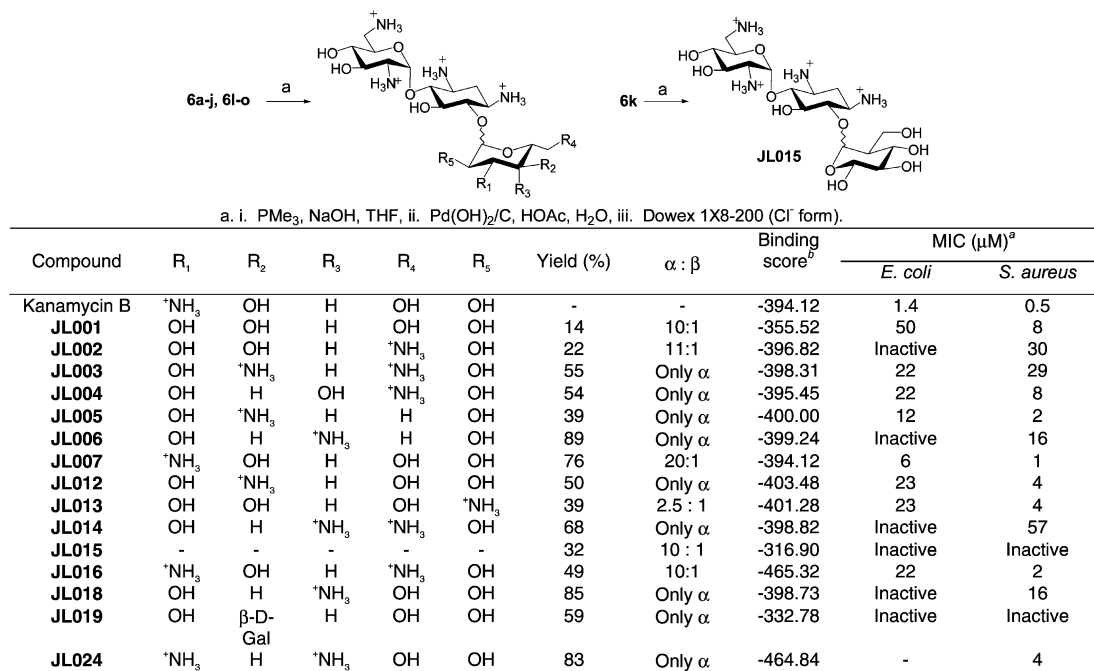 ⁺NH₃
HO
HO
H₃N⁺
O
O
⁺NH₃
HO
⁺NH₃
O
O
R₄
R₅
R₁
R₂
R₃
6a-j, 6l-o
a
6k
a
⁺NH₃
HO
HO
H₃N⁺
O
O
⁺NH₃
HO
⁺NH₃
O
OH
OH
O
HO
OH
OH
JL015
a. i. PMe₃, NaOH, THF, ii. Pd(OH)₂/C, HOAc, H₂O, iii. Dowex 1X8-200 (Cl⁻ form).
Compound R₁ R₂ R₃ R₄ R₅ Yield (%) α : β Binding score^b MIC (μM)^a
E. coli S. aureus
Kanamycin B ⁺NH₃ OH H OH OH - - -394.12 1.4 0.5
JL001 OH OH H OH OH 14 10:1 -355.52 50 8
JL002 OH OH H ⁺NH₃ OH 22 11:1 -396.82 Inactive 30
JL003 OH ⁺NH₃ H ⁺NH₃ OH 55 Only α -398.31 22 29
JL004 OH H OH ⁺NH₃ OH 54 Only α -395.45 22 8
JL005 OH ⁺NH₃ H H OH 39 Only α -400.00 12 2
JL006 OH H ⁺NH₃ H OH 89 Only α -399.24 Inactive 16
JL007 ⁺NH₃ OH H OH OH 76 20:1 -394.12 6 1
JL012 OH ⁺NH₃ H OH OH 50 Only α -403.48 23 4
JL013 OH OH H OH ⁺NH₃ 39 2.5 : 1 -401.28 23 4
JL014 OH H ⁺NH₃ ⁺NH₃ OH 68 Only α -398.82 Inactive 57
JL015 - - - - - 32 10 : 1 -316.90 Inactive Inactive
JL016 ⁺NH₃ OH H ⁺NH₃ OH 49 10:1 -465.32 22 2
JL018 OH H ⁺NH₃ OH OH 85 Only α -398.73 Inactive 16
JL019 OH β-D-Gal H OH OH 59 Only α -332.78 Inactive Inactive
JL024 ⁺NH₃ H ⁺NH₃ OH OH 83 Only α -464.84 - 4